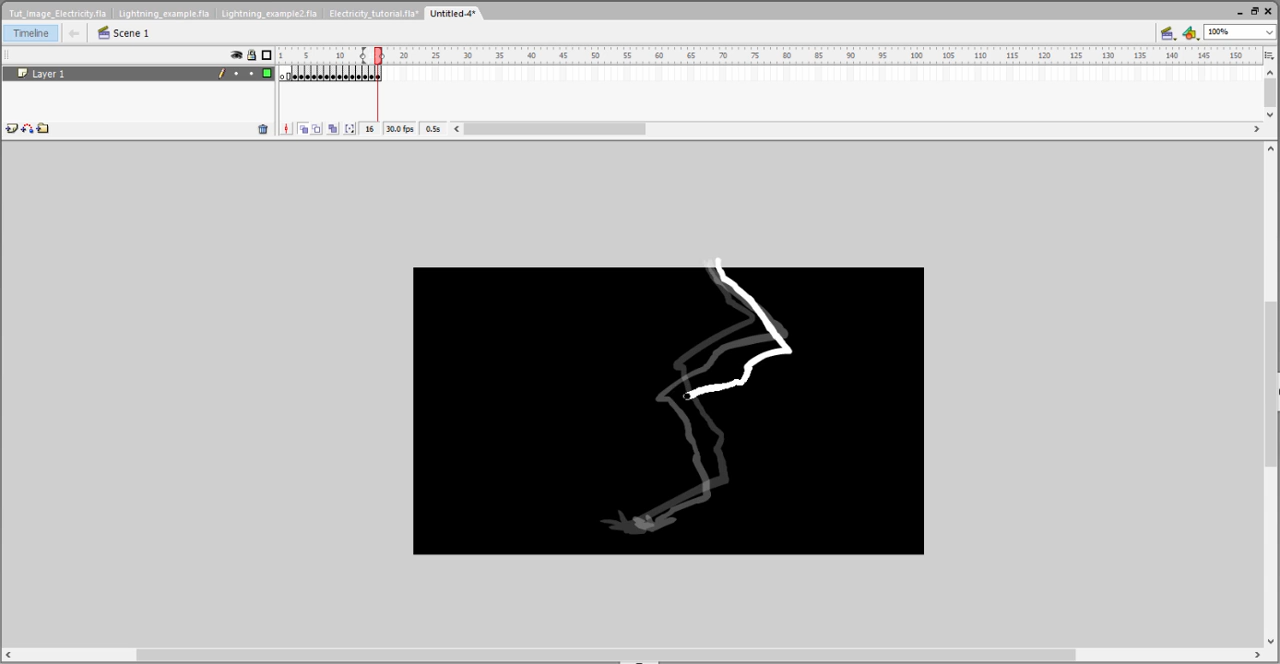 Tut_Image_Electricity.fla Lightning_example.fla Lightning_example2.fla Electricity_tutorial.fla* Untitled-4*
Timeline Scene 1 100%
1 5 10 20 25 30 35 40 45 50 55 60 65 70 75 80 85 90 95 100 105 110 115 120 125 130 135 140 145 150
Layer 1
16 30.0 fps 0.5s